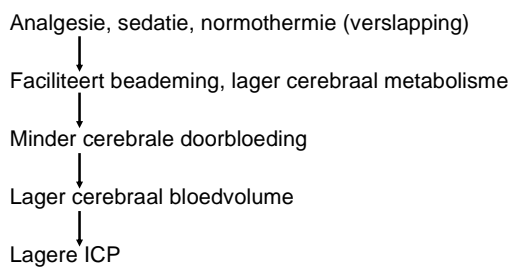 Analgesie, sedatie, normothermie (verslapping)
Faciliteert beademing, lager cerebraal metabolisme
Minder cerebrale doorbloeding
Lager cerebraal bloedvolume
Lagere ICP